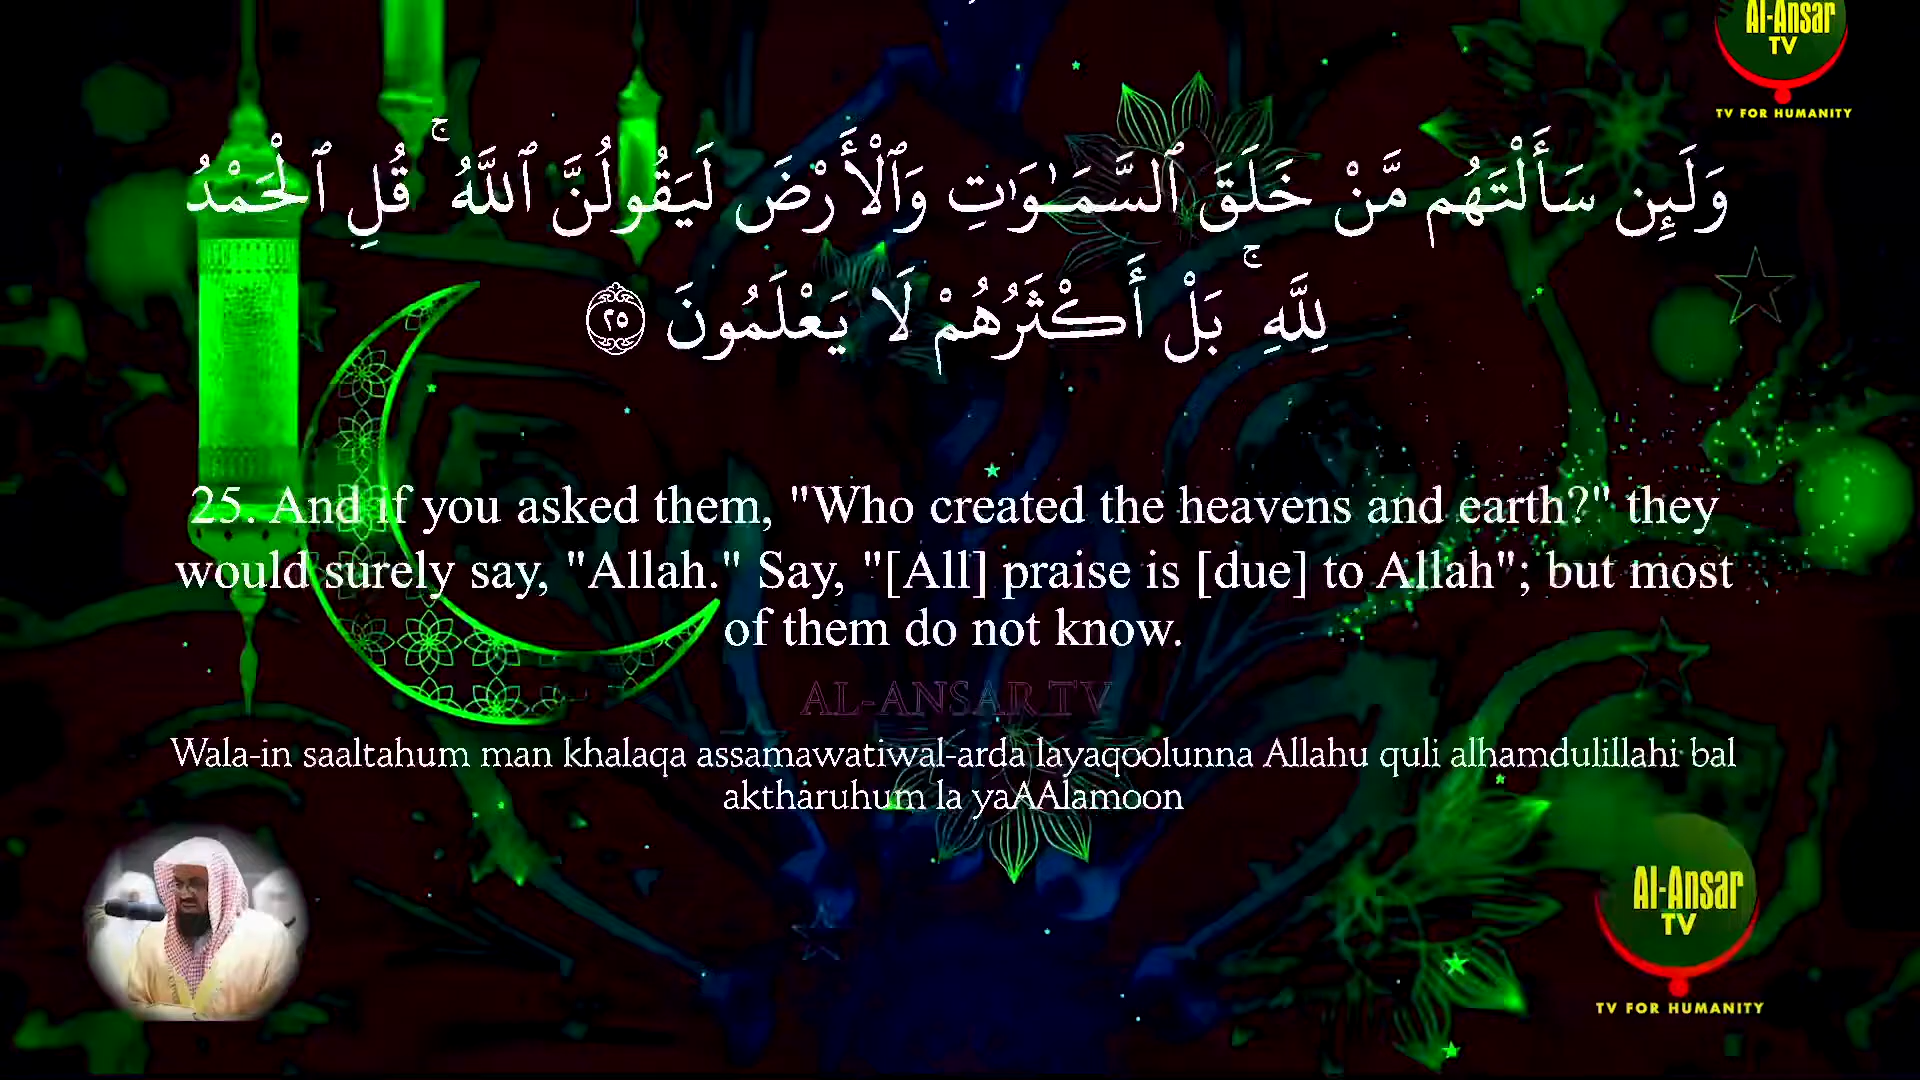 Al-Ansar
TV
TV FOR HUMANITY
وَلَئِن سَأَلْتَهُم مَّنْ خَلَقَ ٱلسَّمَـٰوَٰتِ وَٱلْأَرْضَ لَيَقُولُنَّ ٱللَّهُ ۚ قُلِ ٱلْحَمْدُ
لِلَّهِ ۚ بَلْ أَكْثَرُهُمْ لَا يَعْلَمُونَ ٢٥
25. And if you asked them, "Who created the heavens and earth?" they
would surely say, "Allah." Say, "[All] praise is [due] to Allah"; but most
of them do not know.
AL-ANSAR TV
Wala-in saaltahum man khalaqa assamawatiwal-arda layaqoolunna Allahu quli alhamdulillahi bal
aktharuhum la yaAAlamoon
Al-Ansar
TV
TV FOR HUMANITY